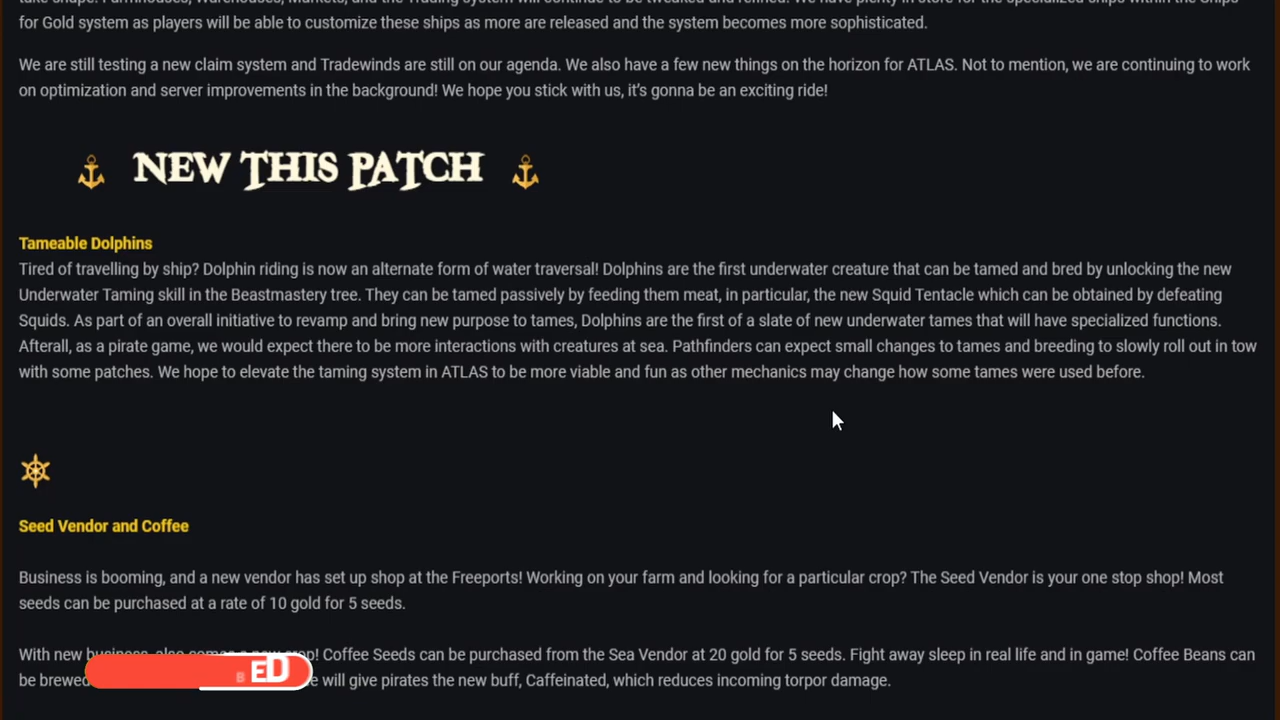 for Gold system as players will be able to customize these ships as more are released and the system becomes more sophisticated.
We are still testing a new claim system and Tradewinds are still on our agenda. We also have a few new things on the horizon for ATLAS. Not to mention, we are continuing to work
on optimization and server improvements in the background! We hope you stick with us, it's gonna be an exciting ride!
NEW THIS PATCH
Tameable Dolphins
Tired of travelling by ship? Dolphin riding is now an alternate form of water traversal! Dolphins are the first underwater creature that can be tamed and bred by unlocking the new
Underwater Taming skill in the Beastmastery tree. They can be tamed passively by feeding them meat, in particular, the new Squid Tentacle which can be obtained by defeating
Squids. As part of an overall initiative to revamp and bring new purpose to tames, Dolphins are the first of a slate of new underwater tames that will have specialized functions.
Afterall, as a pirate game, we would expect there to be more interactions with creatures at sea. Pathfinders can expect small changes to tames and breeding to slowly roll out in tow
with some patches. We hope to elevate the taming system in ATLAS to be more viable and fun as other mechanics may change how some tames were used before.
Seed Vendor and Coffee
Business is booming, and a new vendor has set up shop at the Freeports! Working on your farm and looking for a particular crop? The Seed Vendor is your one stop shop! Most
seeds can be purchased at a rate of 10 gold for 5 seeds.
With new business, also comes a new crop! Coffee Seeds can be purchased from the Sea Vendor at 20 gold for 5 seeds. Fight away sleep in real life and in game! Coffee Beans can
be brewed will give pirates the new buff, Caffeinated, which reduces incoming torpor damage.
B ED